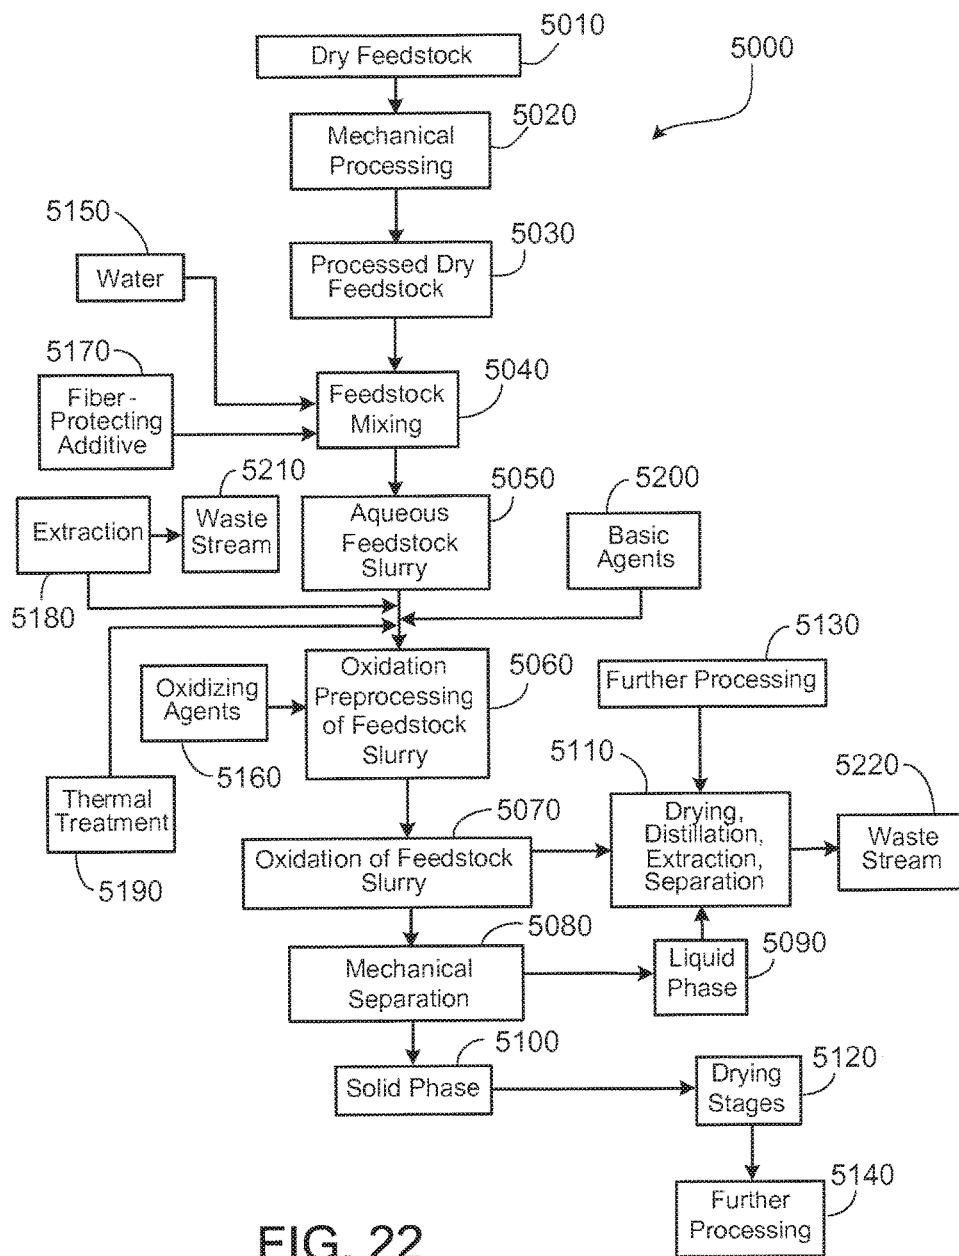 5010
Dry Feedstock
5000
5020
Mechanical
Processing
5150
Water
5030
Processed Dry
Feedstock
5170
Fiber-
Protecting
Additive
5040
Feedstock
Mixing
5210
Extraction
Waste
Stream
5180
5050
Aqueous
Feedstock
Slurry
5200
Basic
Agents
5130
Further Processing
5060
Oxidation
Preprocessing
of Feedstock
Slurry
Oxidizing
Agents
5160
5110
Drying,
Distillation,
Extraction,
Separation
5220
Waste
Stream
Thermal
Treatment
5190
5070
Oxidation of Feedstock
Slurry
5080
Mechanical
Separation
5090
Liquid
Phase
5100
Solid Phase
5120
Drying
Stages
5140
Further
Processing
FIG. 22